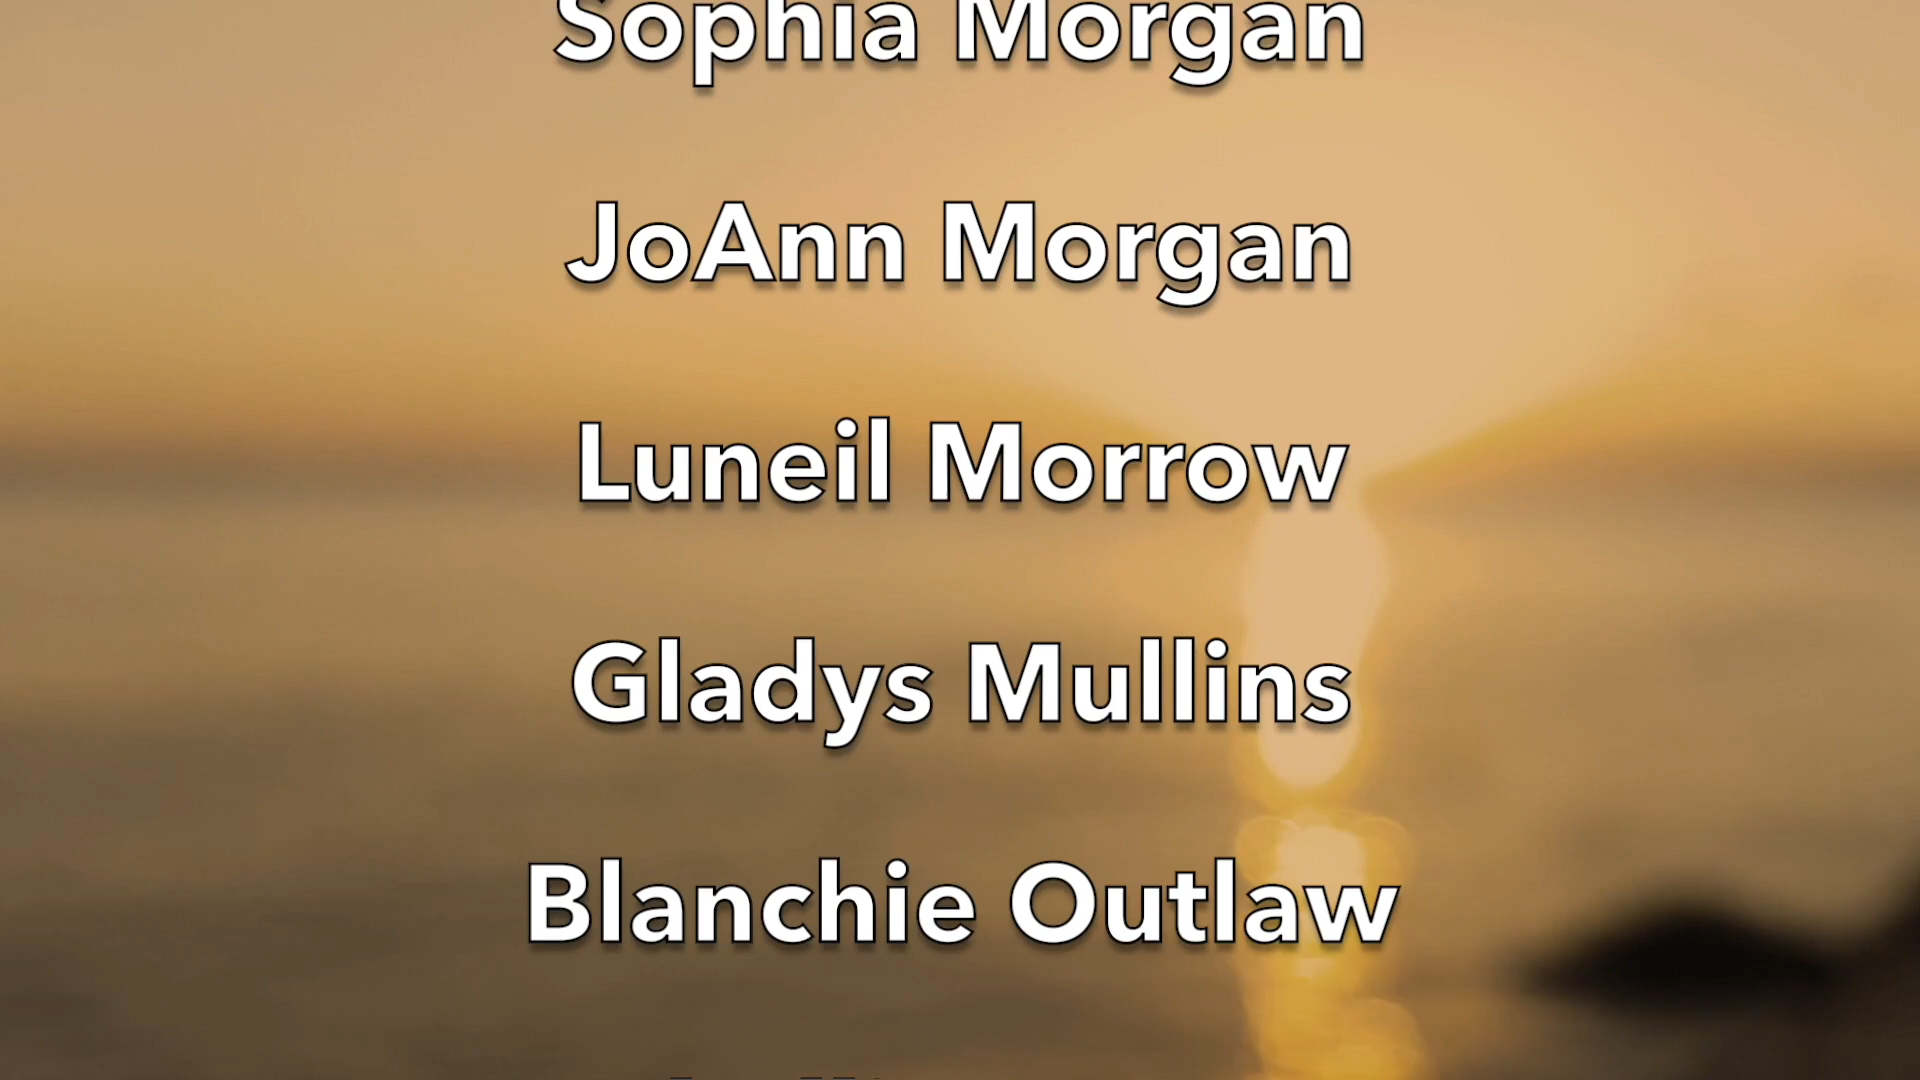 Sophia Morgan
JoAnn Morgan
Luneil Morrow
Gladys Mullins
Blanchie Outlaw